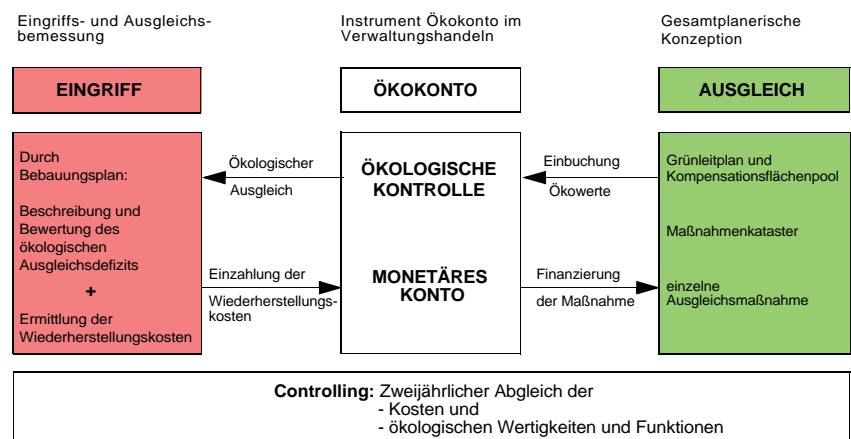 Eingriffs- und Ausgleichs-
bemessung
Instrument Ökokonto im
Verwaltungshandeln
Gesamtplanerische
Konzeption
EINGRIFF
ÖKOKONTO
AUSGLEICH
Durch
Bebauungsplan:
Beschreibung und
Bewertung des
ökologischen
Ausgleichsdefizits
+
Ermittlung der
Wiederherstellungskosten
Ökologischer
Ausgleich
Einzahlung der
Wiederherstellungs-
kosten
ÖKOLOGISCHE
KONTROLLE
MONETÄRES
KONTO
Einbuchung
Ökowerte
Finanzierung
der Maßnahme
Grünleitplan und
Kompensationsflächenpool
Maßnahmenkataster
einzelne
Ausgleichsmaßnahme
Controlling: Zweijährlicher Abgleich der
- Kosten und
- ökologischen Wertigkeiten und Funktionen